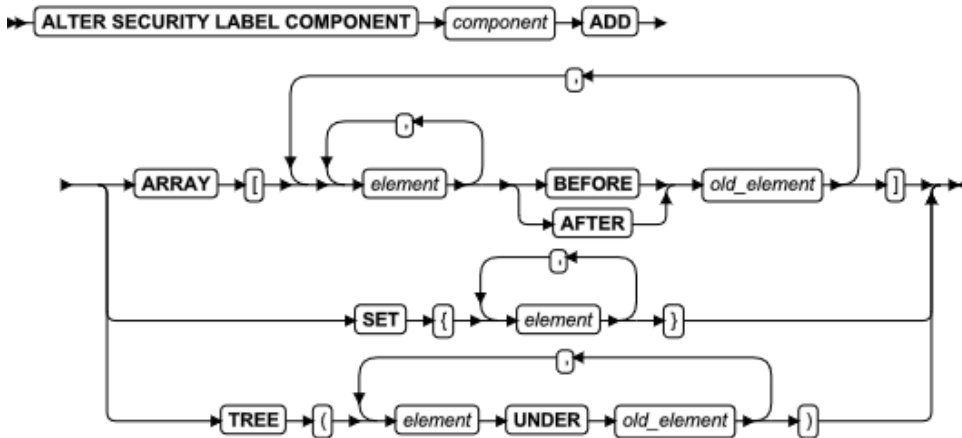 ALTER SECURITY LABEL COMPONENT component ADD
,
,
ARRAY [ element BEFORE old_element ]
AFTER
,
SET { element }
,
TREE ( element UNDER old_element )